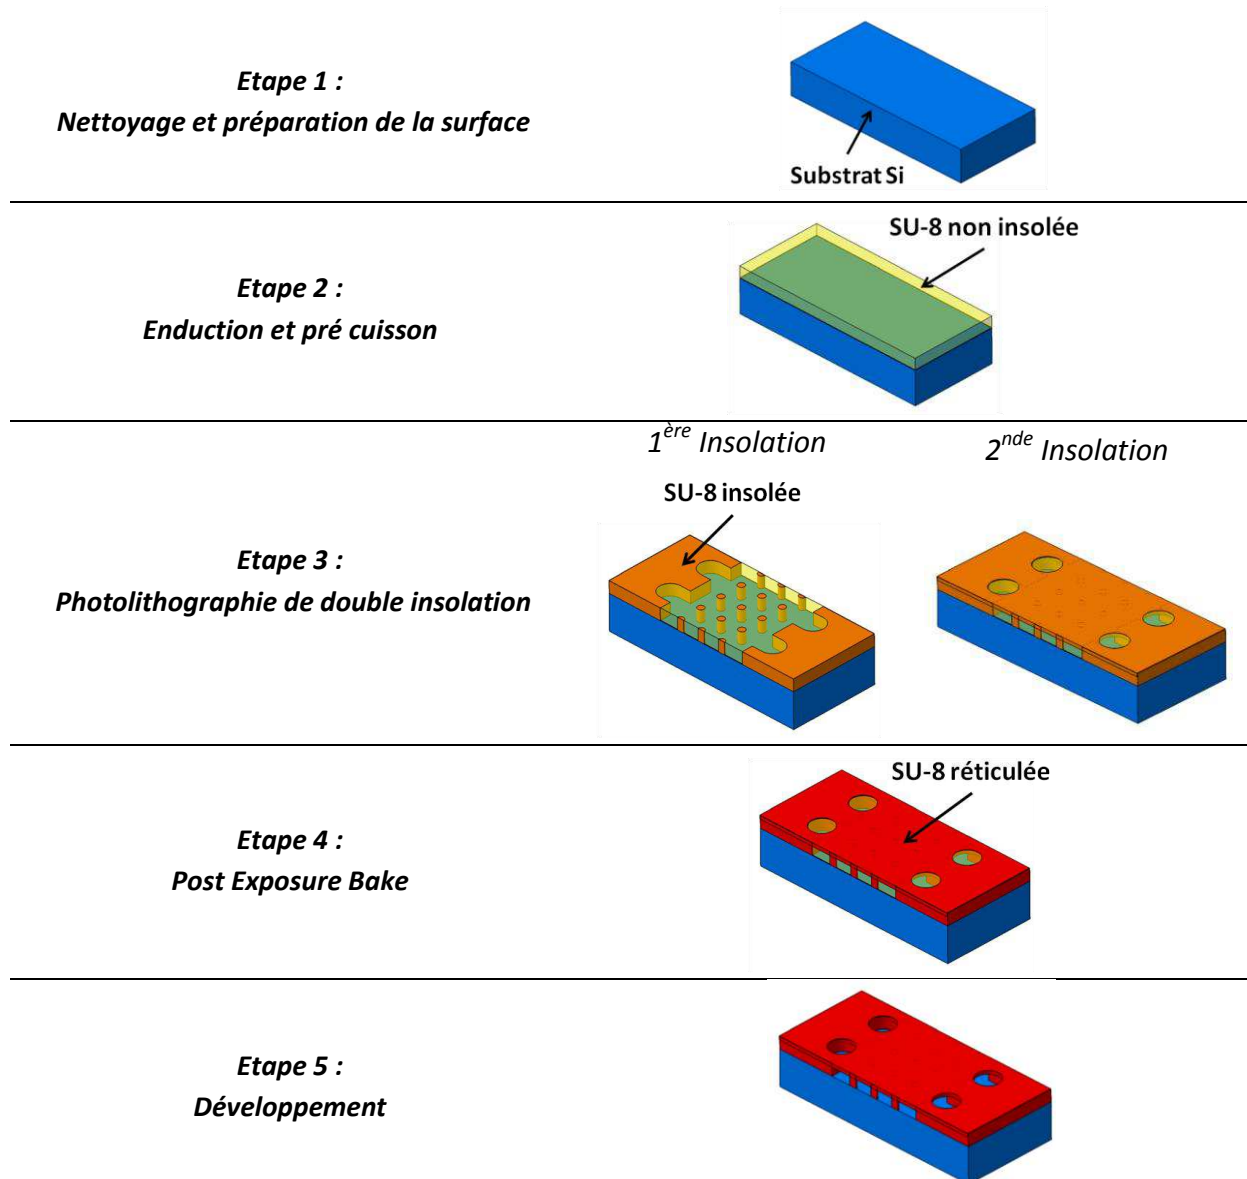 Etape 1 :
Nettoyage et préparation de la surface
Substrat Si
SU-8 non insolée
Etape 2 :
Enduction et pré cuisson
1ère Insolation
2nde Insolation
SU-8 insolée
Etape 3 :
Photolithographie de double insolation
SU-8 réticulée
Etape 4 :
Post Exposure Bake
Etape 5 :
Développement